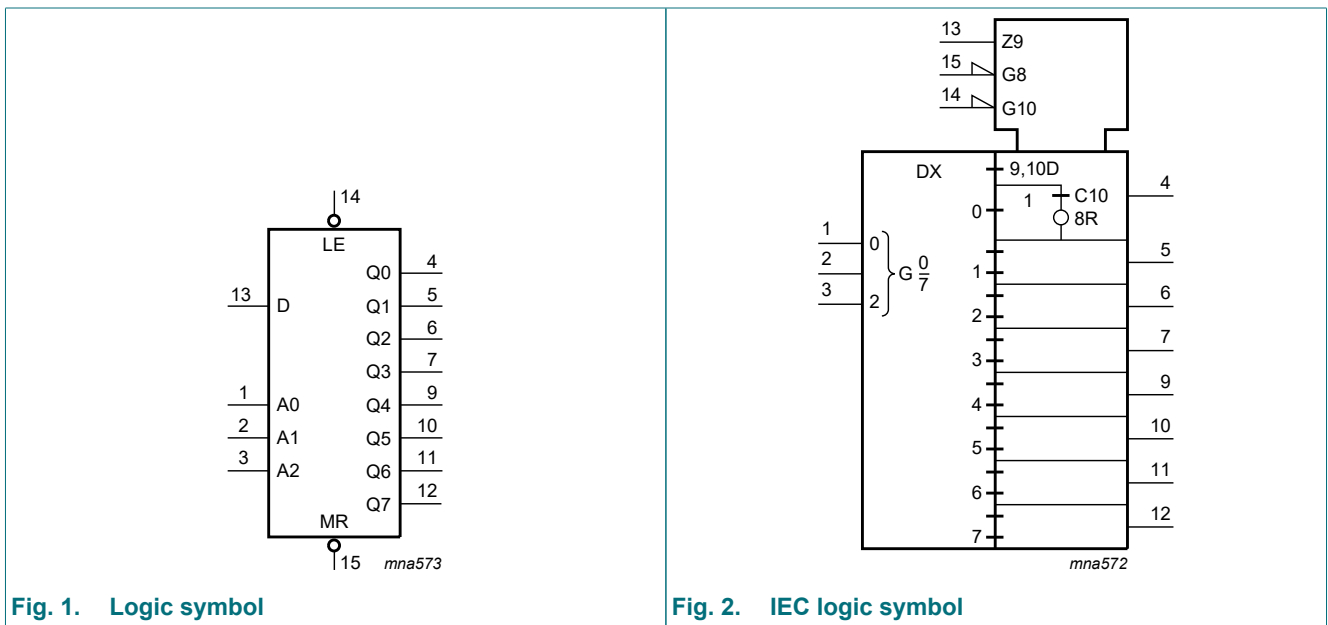 14
LE
Q0 4
13 D Q1 5
Q2 6
Q3 7
1 A0 Q4 9
2 A1 Q5 10
3 A2 Q6 11
Q7 12
MR
15 mna573
Fig. 1. Logic symbol
13 Z9
15 G8
14 G10
DX 9,10D
4
1 C10
0 8R
1 0
2 G 0/7
3 2
5
1
6
2
7
3
9
4
10
5
11
6
12
7
mna572
Fig. 2. IEC logic symbol